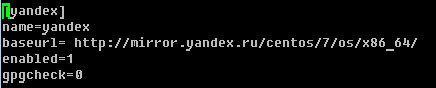 [yandex]
name=yandex
baseurl= http://mirror.yandex.ru/centos/7/os/x86_64/
enabled=1
gpgcheck=0